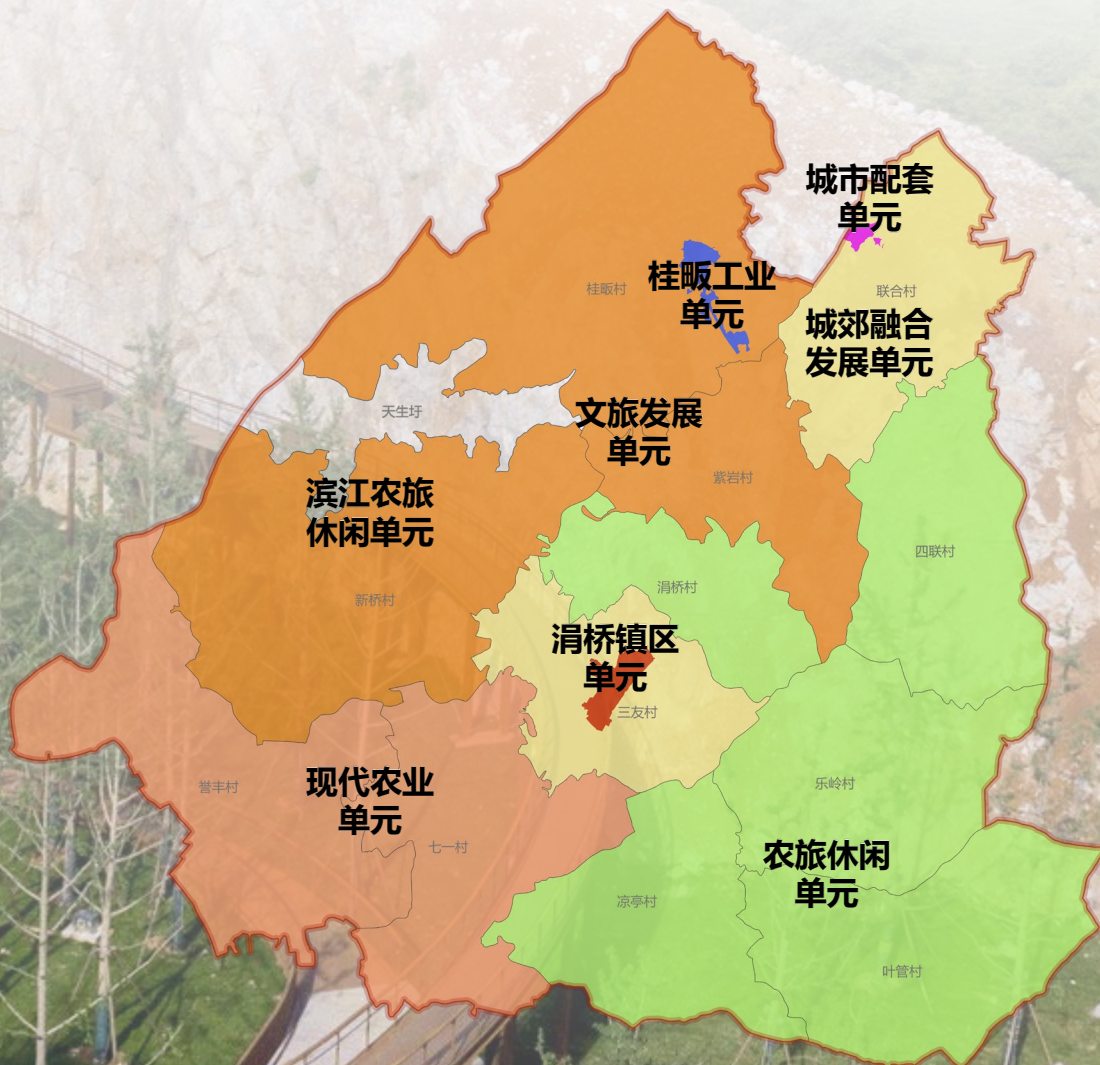 城市配套
单元
桂畈工业
单元
桂畈村
联合村
城郊融合
发展单元
天生圩
文旅发展
单元
紫岩村
滨江农旅
休闲单元
四联村
涓桥村
新桥村
涓桥镇区
单元
三友村
现代农业
单元
誉丰村
乐岭村
七一村
农旅休闲
单元
凉亭村
叶管村